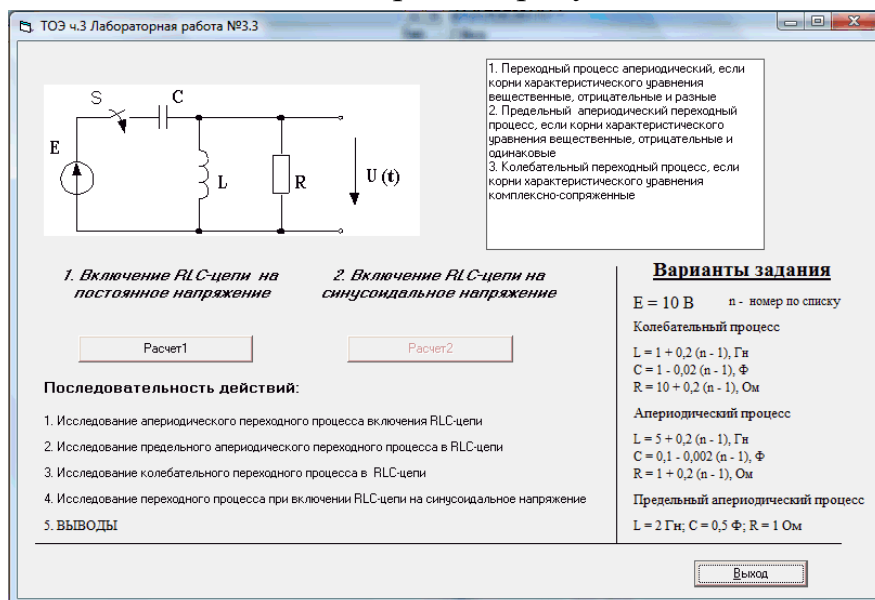 ТОЭ ч.3 Лабораторная работа №3.3
S
C
E
L
R
U (t)
1. Переходный процесс апериодический, если
корни характеристического уравнения
вещественные, отрицательные и разные
2. Предельный апериодический переходный
процесс, если корни характеристического
уравнения вещественные, отрицательные и
одинаковые
3. Колебательный переходный процесс, если
корни характеристического уравнения
комплексно-сопряженные
1. Включение RLC-цепи на
постоянное напряжение
2. Включение RLC-цепи на
синусоидальное напряжение
Расчет1
Расчет2
Последовательность действий:
1. Исследование апериодического переходного процесса включения RLC-цепи
2. Исследование предельного апериодического переходного процесса в RLC-цепи
3. Исследование колебательного переходного процесса в RLC-цепи
4. Исследование переходного процесса при включении RLC-цепи на синусоидальное напряжение
5. ВЫВОДЫ
Варианты задания
E = 10 В n - номер по списку
Колебательный процесс
L = 1 + 0,2 (n - 1), Гн
C = 1 - 0,02 (n - 1), Ф
R = 10 + 0,2 (n - 1), Ом
Апериодический процесс
L = 5 + 0,2 (n - 1), Гн
C = 0,1 - 0,002 (n - 1), Ф
R = 1 + 0,2 (n - 1), Ом
Предельный апериодический процесс
L = 2 Гн; C = 0,5 Ф; R = 1 Ом
Выход